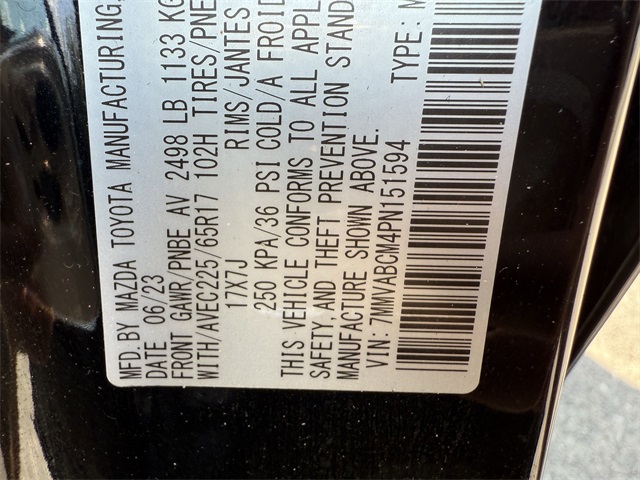 MFD. BY MAZDA TOYOTA MANUFACTURING,
DATE 06/23
FRONT GAWR/PNBE AV 2498 LB 1133 KG
WITH/AVEC225/65R17 102H TIRES/PNE
17X7J RIMS/JANTES
250 KPA/36 PSI COLD/A FROID
THIS VEHICLE CONFORMS TO ALL APPL
SAFETY, AND THEFT PREVENTION STAND
MANUFACTURE SHOWN ABOVE.
VIN: 7MMVABCM4PN151594 TYPE: M